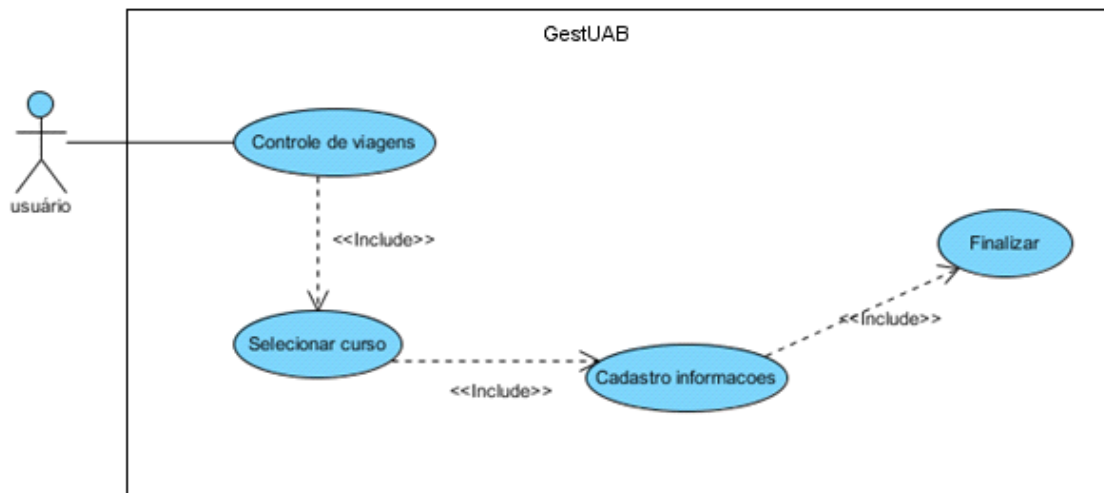 GestUAB
Controle de viagens
usuário
<<Include>>
Finalizar
Selecionar curso
<<Include>>
Cadastro informacoes
<<Include>>